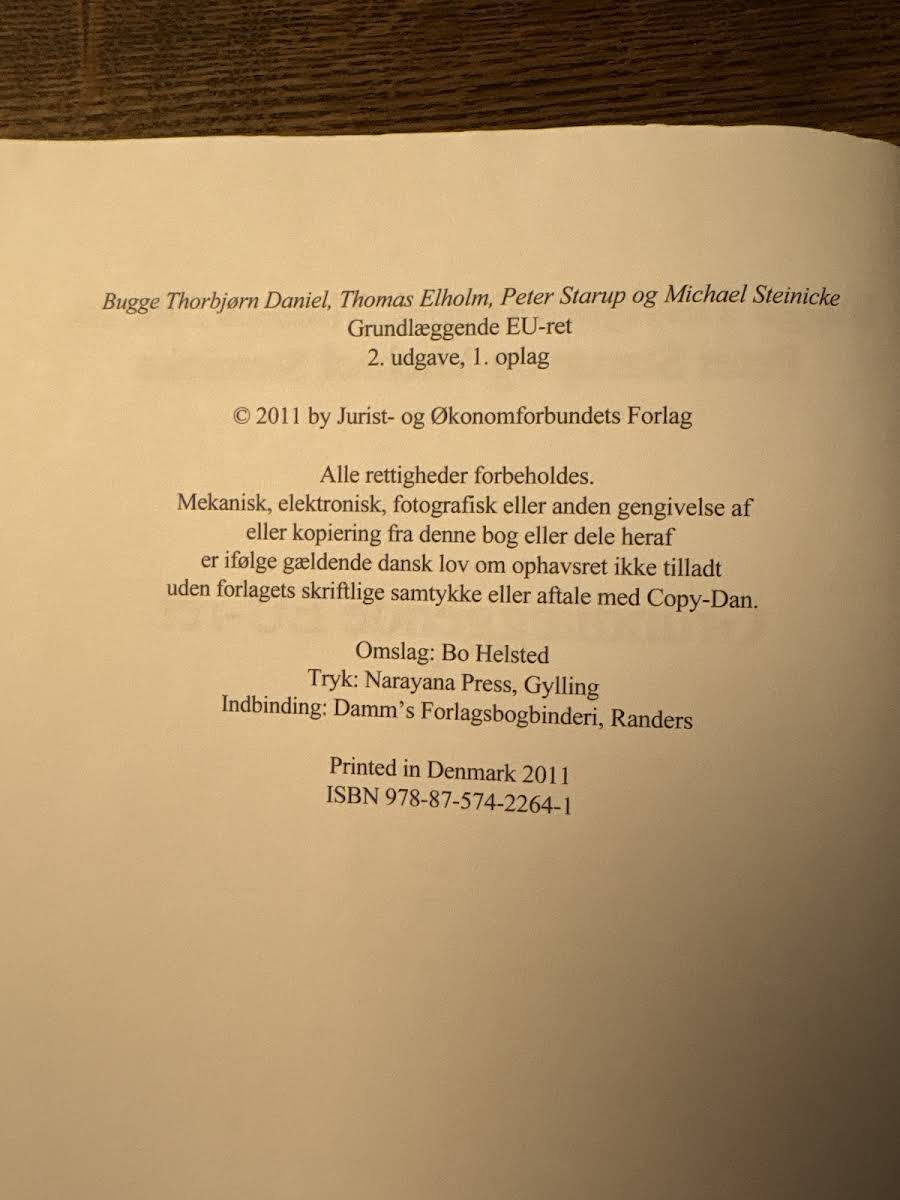 Bugge Thorbjørn Daniel, Thomas Elholm, Peter Starup og Michael Steinicke
Grundlæggende EU-ret
2. udgave, 1. oplag
© 2011 by Jurist- og Økonomforbundets Forlag
Alle rettigheder forbeholdes.
Mekanisk, elektronisk, fotografisk eller anden gengivelse af
eller kopiering fra denne bog eller dele heraf
er ifølge gældende dansk lov om ophavsret ikke tilladt
uden forlagets skriftlige samtykke eller aftale med Copy-Dan.
Omslag: Bo Helsted
Tryk: Narayana Press, Gylling
Indbinding: Damm's Forlagsbogbinderi, Randers
Printed in Denmark 2011
ISBN 978-87-574-2264-1